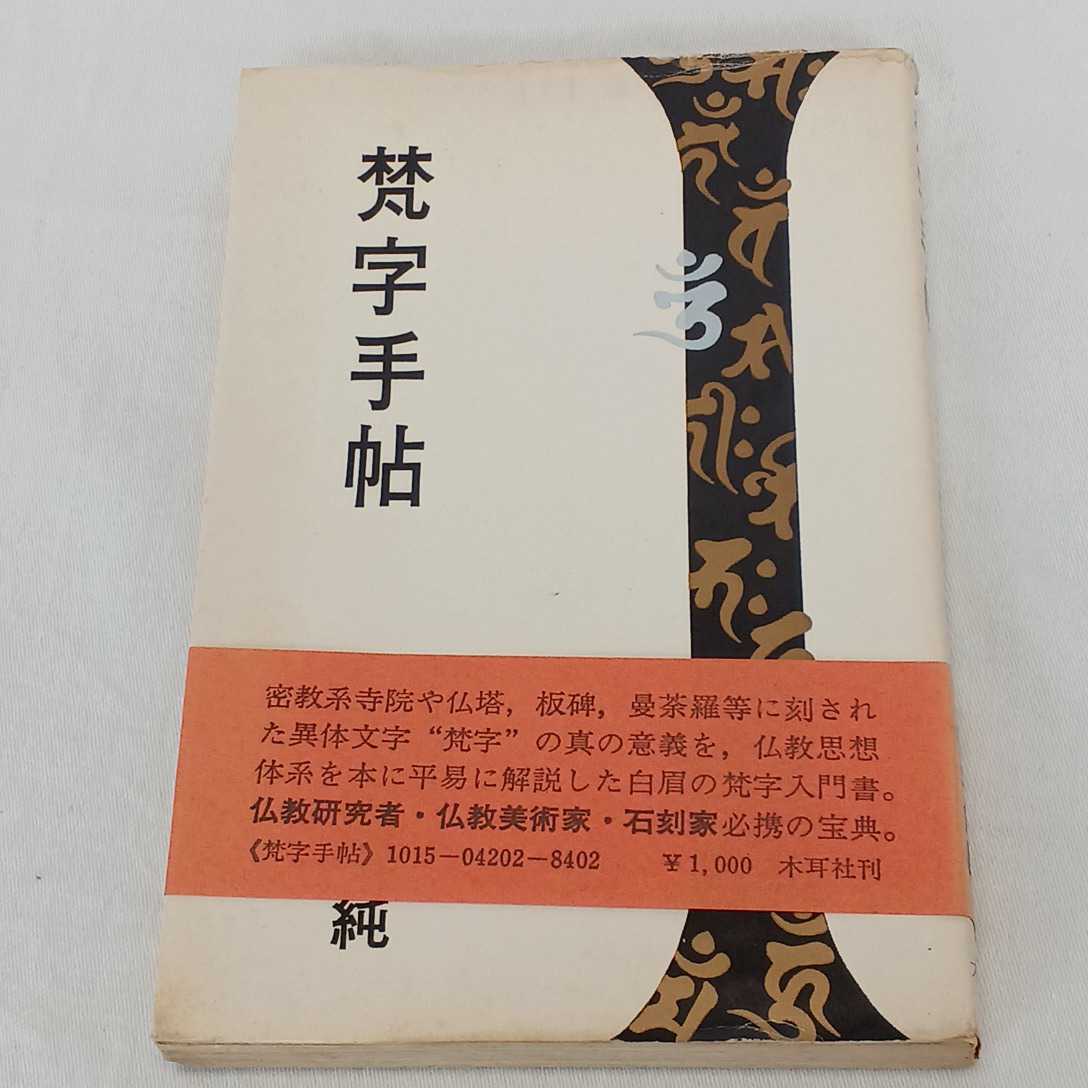 梵字手帖
密教系寺院や仏塔，板碑，曼荼羅等に刻され
た異体文字“梵字”の真の意義を，仏教思想
体系を本に平易に解説した白眉の梵字入門書。
仏教研究者・仏教美術家・石刻家必携の宝典。
《梵字手帖》1015－04202－8402　￥1,000　木耳社刊
純